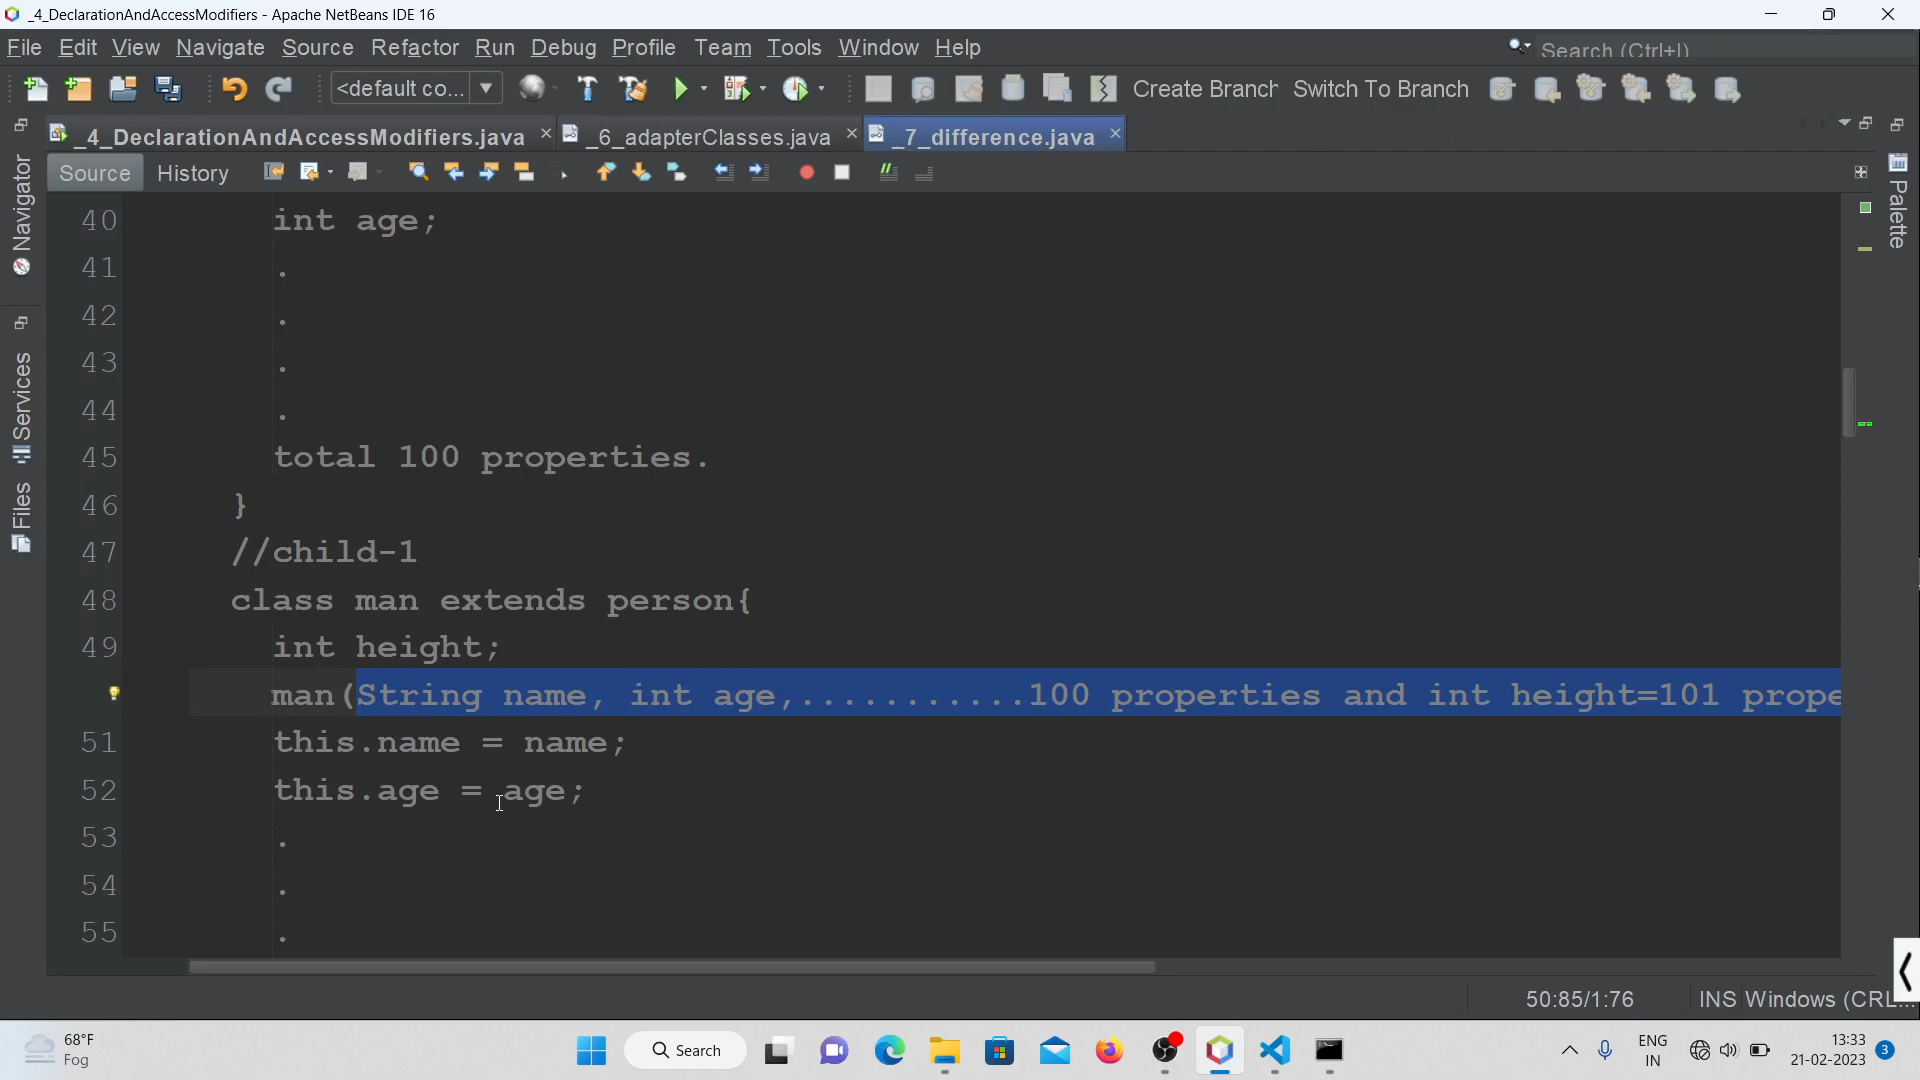 _4_DeclarationAndAccessModifiers - Apache NetBeans IDE 16
File Edit View Navigate Source Refactor Run Debug Profile Team Tools Window Help
Search (Ctrl+I)
<default co...
Create Branch Switch To Branch
_4_DeclarationAndAccessModifiers.java
_6_adapterClasses.java
_7_difference.java
Source History
Navigator
Services
Files
Palette
40 int age;
41 .
42 .
43 .
44 .
45 total 100 properties.
46 }
47 //child-1
48 class man extends person{
49 int height;
man(String name, int age,...........100 properties and int height=101 prope
51 this.name = name;
52 this.age = age;
53 .
54 .
55 .
50:85/1:76 INS Windows (CRL...
68°F
Fog
Search
ENG
IN
13:33
21-02-2023
3